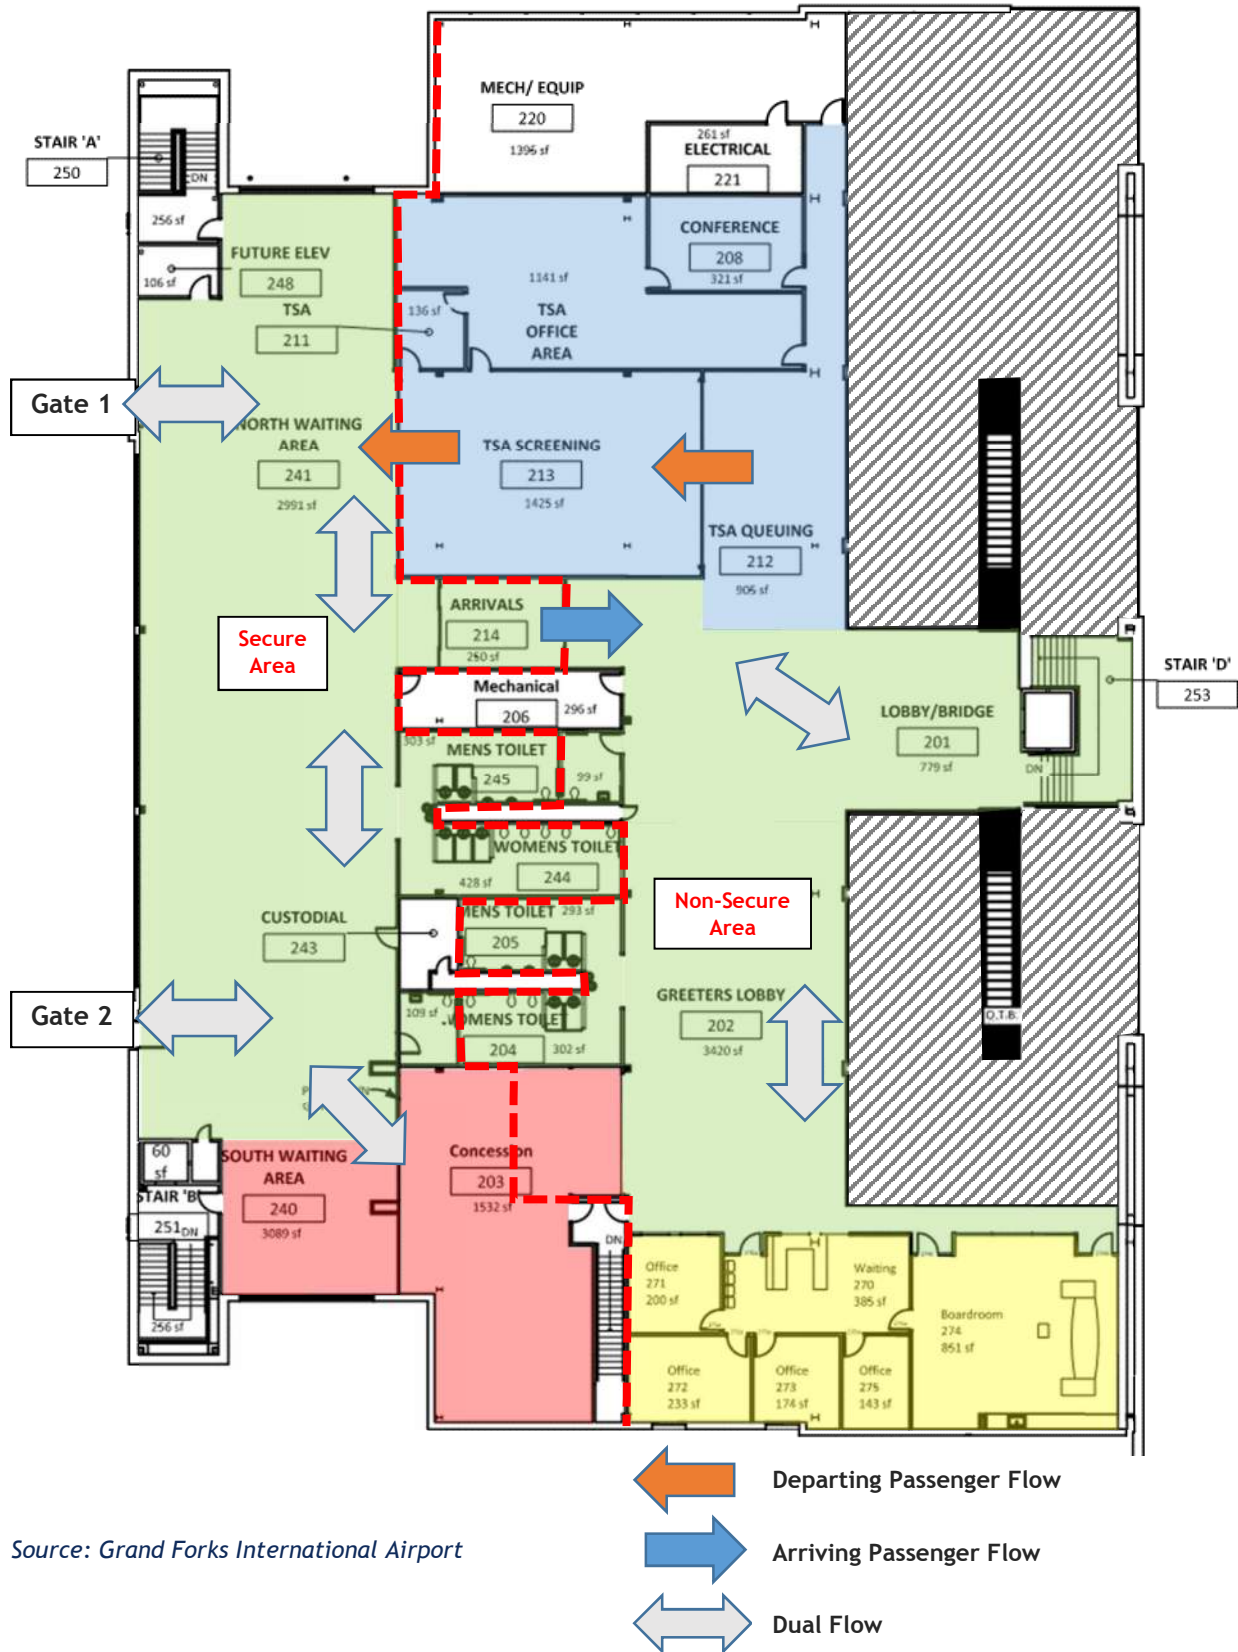 MECH/ EQUIP
220
1396 sf
261 sf
ELECTRICAL
221
STAIR 'A'
250
DN
256 sf
CONFERENCE
208
321 sf
FUTURE ELEV
248
106 sf
1141 sf
TSA
211
136 sf
TSA
OFFICE
AREA
Gate 1
NORTH WAITING
AREA
241
2991 sf
TSA SCREENING
213
1425 sf
TSA QUEUING
212
906 sf
ARRIVALS
214
250 sf
Secure
Area
STAIR 'D'
253
Mechanical
206
296 sf
LOBBY/BRIDGE
201
779 sf
DN
303 sf
MENS TOILET
245
99 sf
WOMENS TOILET
244
428 sf
Non-Secure
Area
CUSTODIAL
243
MENS TOILET
293 sf
205
Gate 2
GREETERS LOBBY
202
3420 sf
O.T.B.
109 sf
WOMENS TOILET
204
302 sf
60
sf
SOUTH WAITING
AREA
240
3089 sf
Concession
203
1532 sf
STAIR 'B'
251
DN
256 sf
DN
Office
271
200 sf
Waiting
270
385 sf
Boardroom
274
851 sf
Office
272
233 sf
Office
273
174 sf
Office
275
143 sf
Departing Passenger Flow
Source: Grand Forks International Airport
Arriving Passenger Flow
Dual Flow